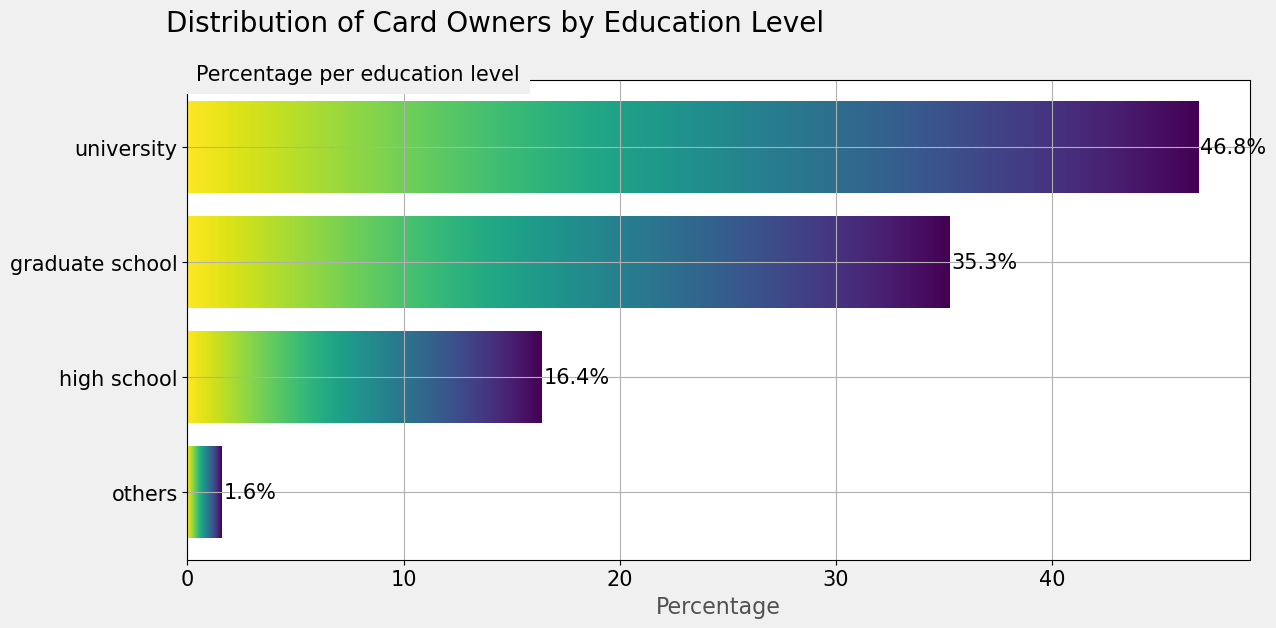 Distribution of Card Owners by Education Level
Percentage per education level
university
46.8%
graduate school
35.3%
high school
16.4%
others
1.6%
0 10 20 30 40
Percentage